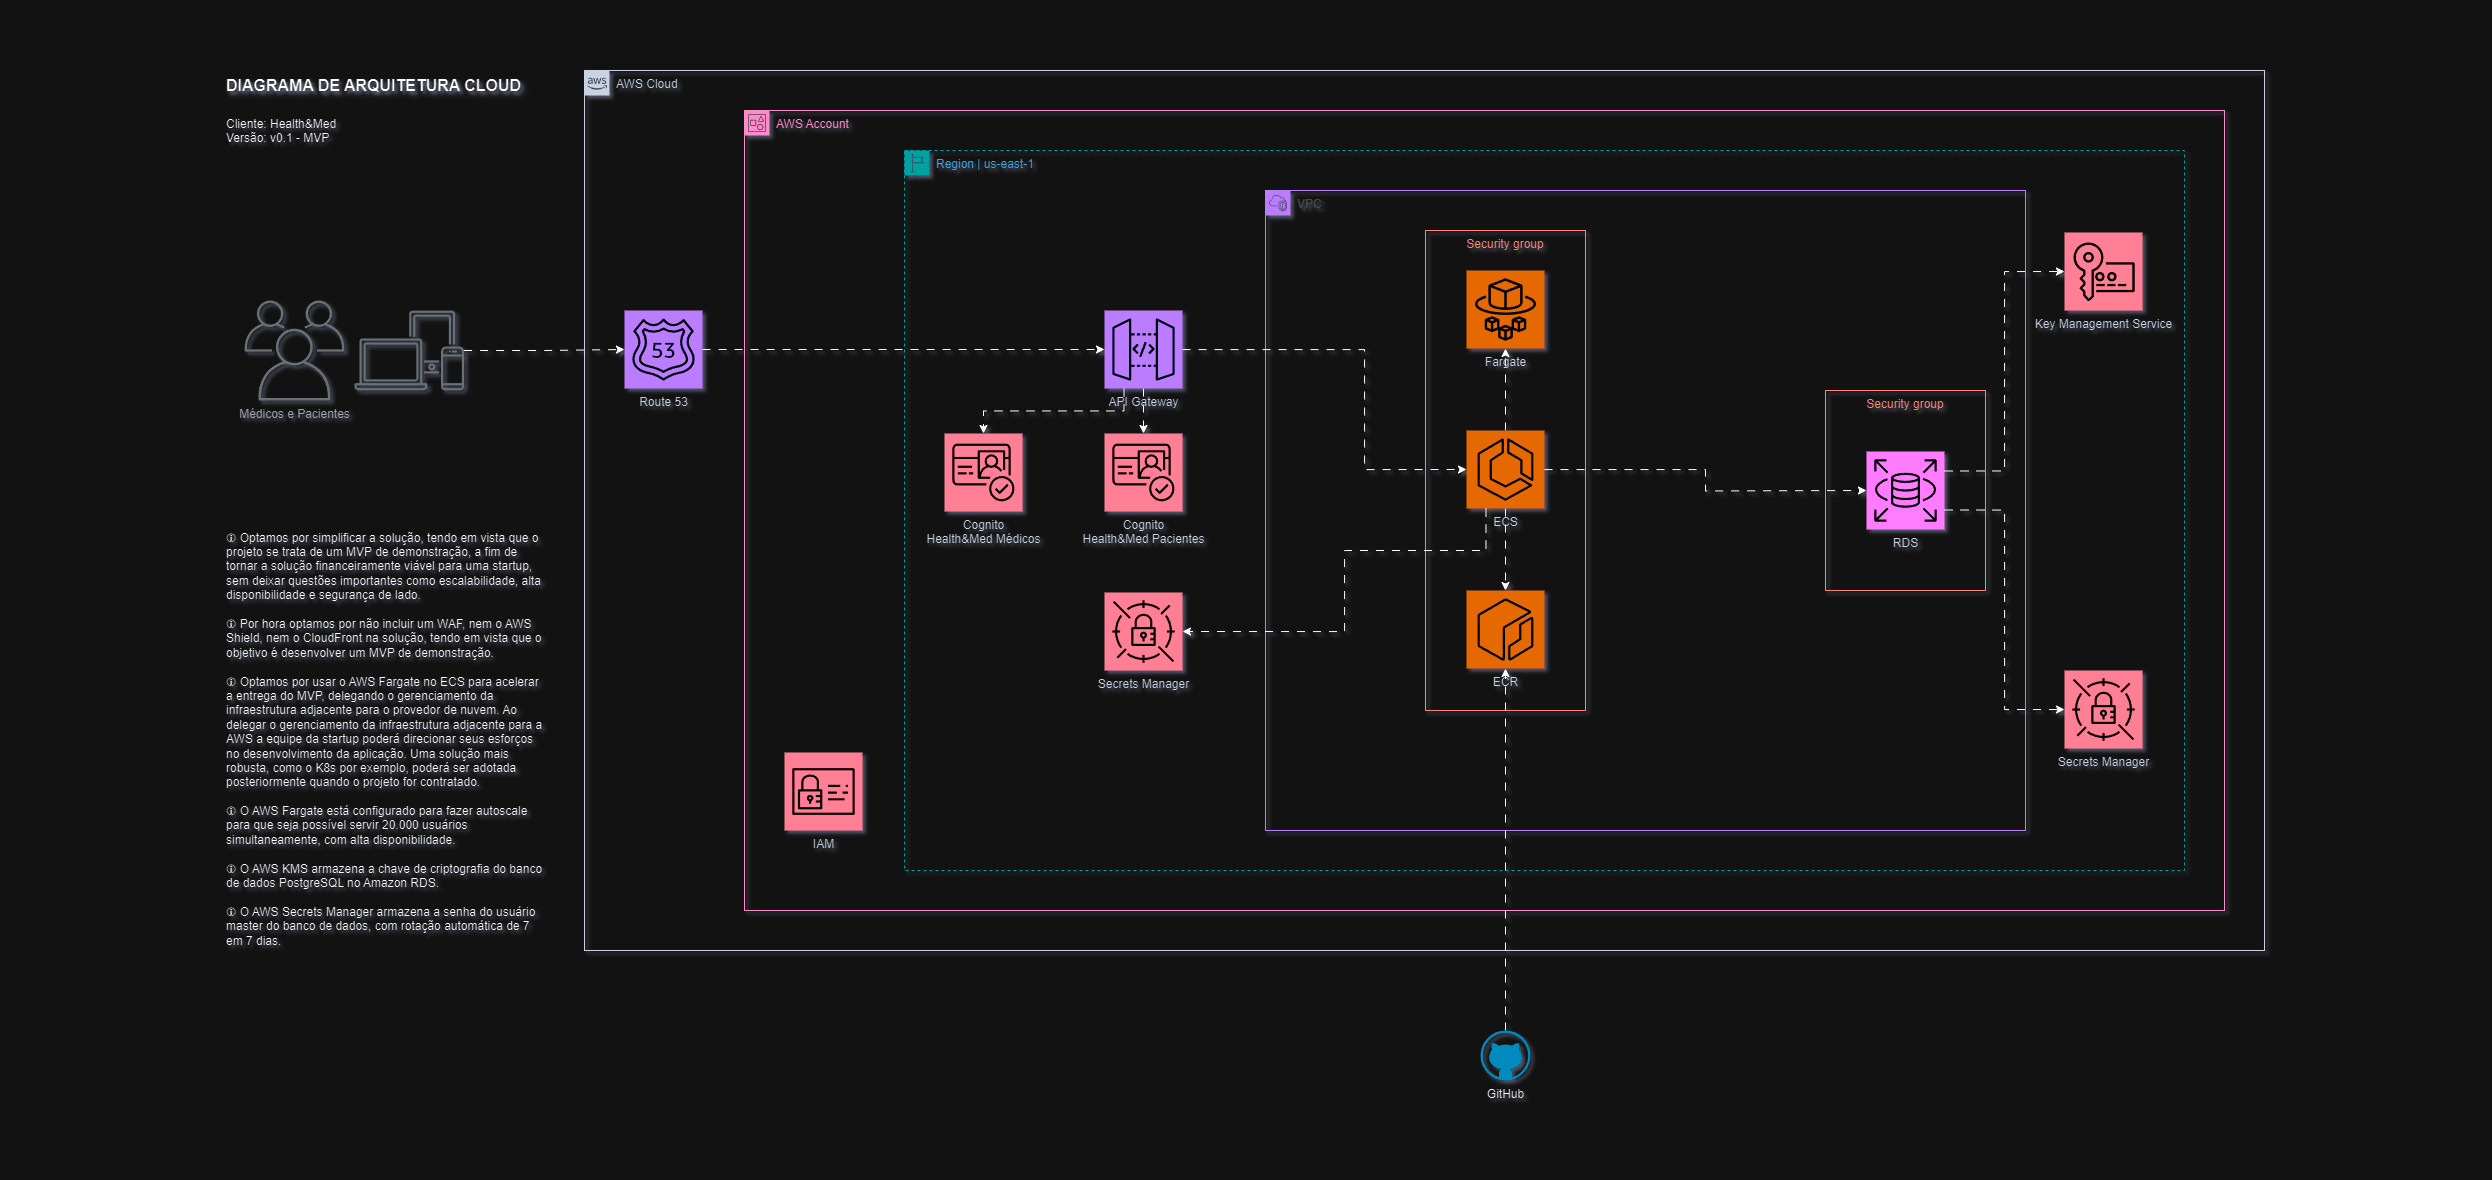 DIAGRAMA DE ARQUITETURA CLOUD
Cliente: Health&Med
Versão: v0.1 - MVP
aws
AWS Cloud
AWS Account
Region | us-east-1
VPC
Security group
Fargate
Key Management Service
Médicos e Pacientes
53
Route 53
API Gateway
Security group
ECS
RDS
Cognito
Health&Med Médicos
Cognito
Health&Med Pacientes
Secrets Manager
ECR
Secrets Manager
IAM
GitHub
🛈 Optamos por simplificar a solução, tendo em vista que o
projeto se trata de um MVP de demonstração, a fim de
tornar a solução financeiramente viável para uma startup,
sem deixar questões importantes como escalabilidade, alta
disponibilidade e segurança de lado.
🛈 Por hora optamos por não incluir um WAF, nem o AWS
Shield, nem o CloudFront na solução, tendo em vista que o
objetivo é desenvolver um MVP de demonstração.
🛈 Optamos por usar o AWS Fargate no ECS para acelerar
a entrega do MVP, delegando o gerenciamento da
infraestrutura adjacente para o provedor de nuvem. Ao
delegar o gerenciamento da infraestrutura adjacente para a
AWS a equipe da startup poderá direcionar seus esforços
no desenvolvimento da aplicação. Uma solução mais
robusta, como o K8s por exemplo, poderá ser adotada
posteriormente quando o projeto for contratado.
🛈 O AWS Fargate está configurado para fazer autoscale
para que seja possível servir 20.000 usuários
simultaneamente, com alta disponibilidade.
🛈 O AWS KMS armazena a chave de criptografia do banco
de dados PostgreSQL no Amazon RDS.
🛈 O AWS Secrets Manager armazena a senha do usuário
master do banco de dados, com rotação automática de 7
em 7 dias.